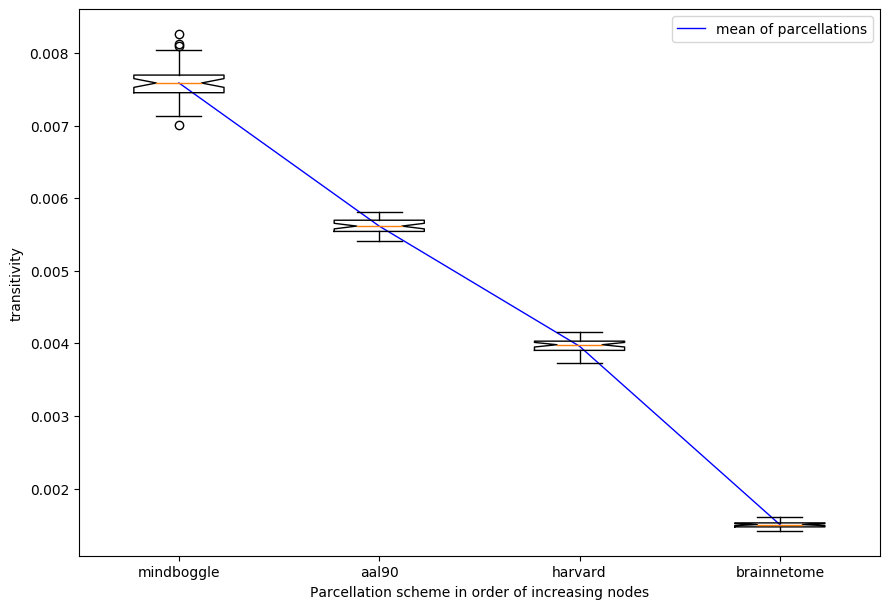 mean of parcellations
0.008
0.007
0.006
0.005
0.004
0.003
0.002
transitivity
mindboggle aal90 harvard brainnetome
Parcellation scheme in order of increasing nodes